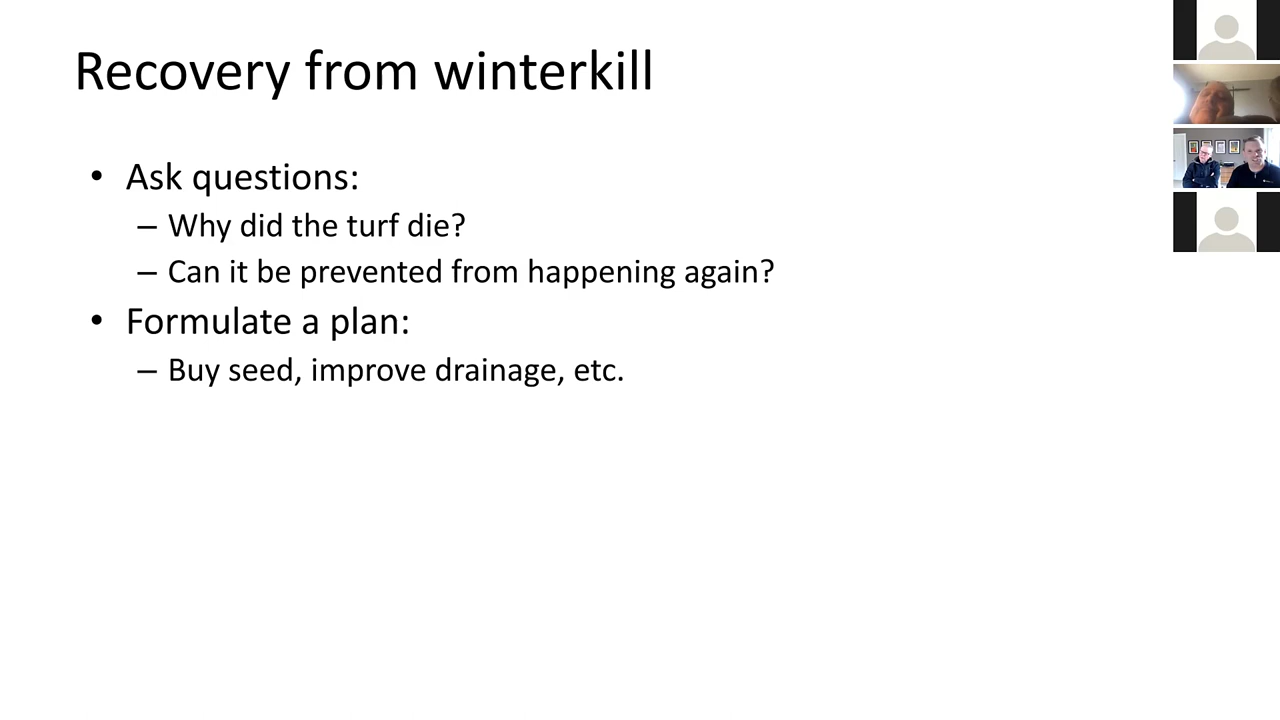 Recovery from winterkill
• Ask questions:
– Why did the turf die?
– Can it be prevented from happening again?
• Formulate a plan:
– Buy seed, improve drainage, etc.